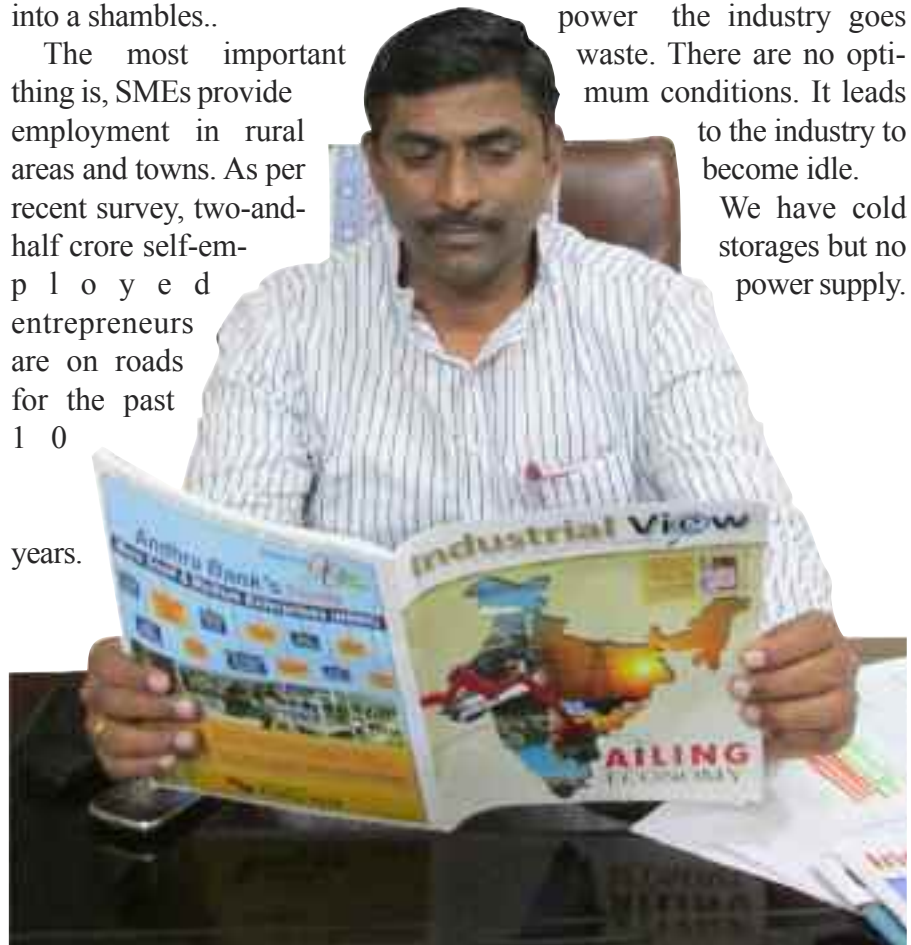 into a shambles..
The most important
thing is, SMEs provide
employment in rural
areas and towns. As per
recent survey, two-and-
half crore self-em-
ployed
entrepreneurs
are on roads
for the past
10
years.
power the industry goes
waste. There are no opti-
mum conditions. It leads
to the industry to
become idle.
We have cold
storages but no
power supply.
Andhra Bank's
industrial View
AILING
ECONOMY